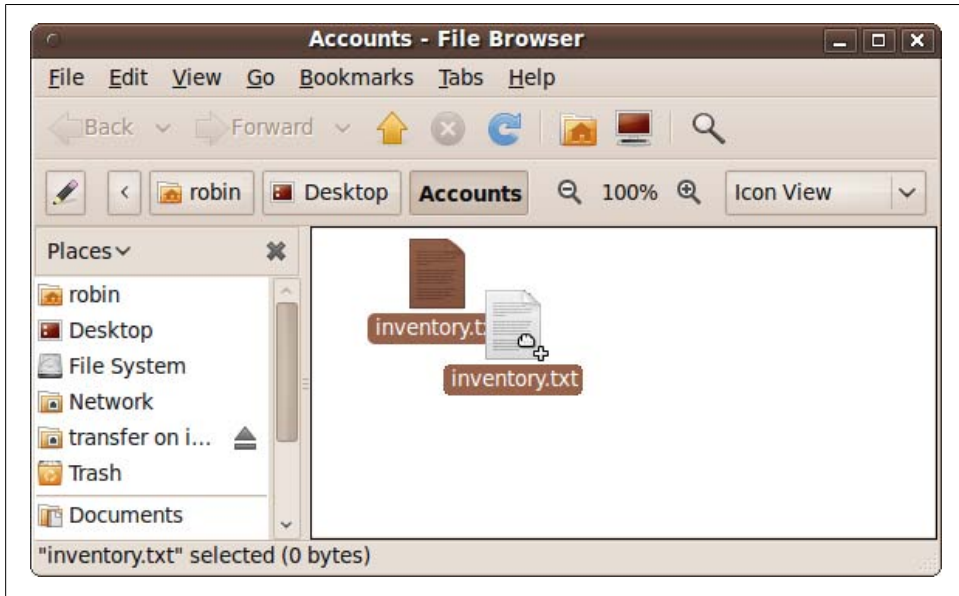 Accounts - File Browser
File Edit View Go Bookmarks Tabs Help
Back Forward
robin Desktop Accounts 100% Icon View
Places
robin
Desktop
File System
Network
transfer on i...
Trash
Documents
inventory.t
inventory.txt
"inventory.txt" selected (0 bytes)